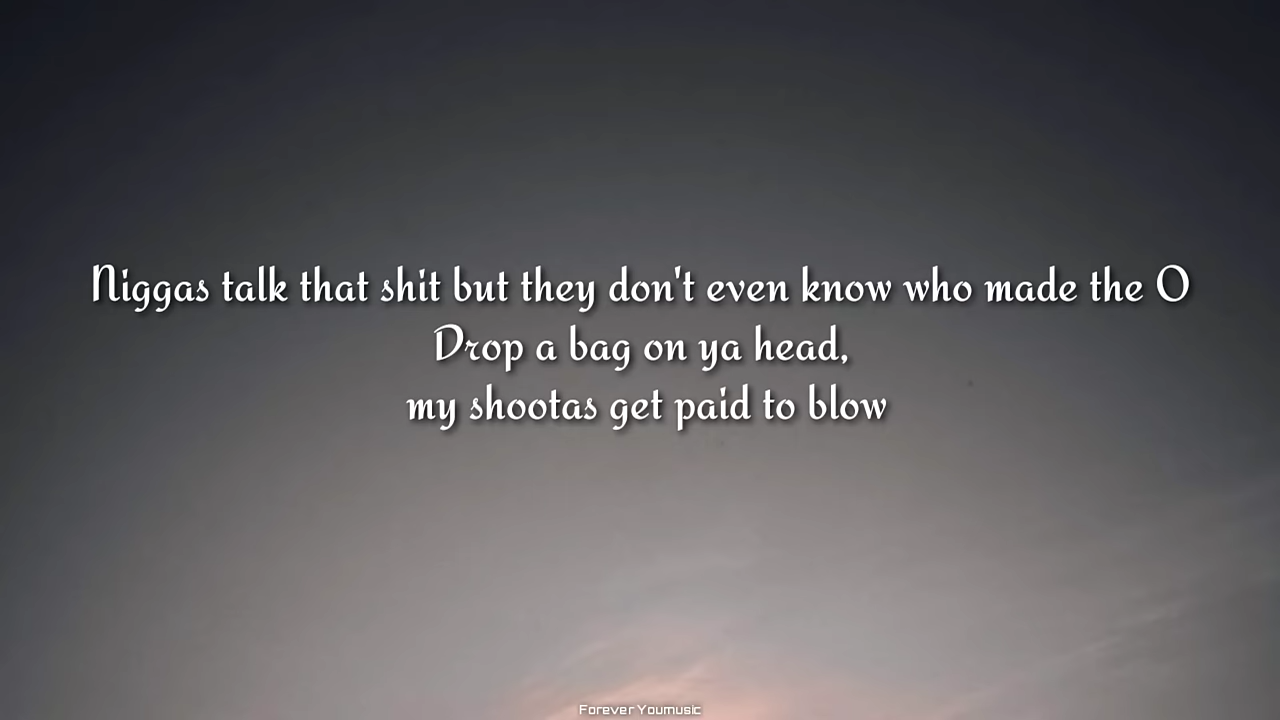 Niggas talk that shit but they don't even know who made the O
Drop a bag on ya head,
my shootas get paid to blow
Forever Youmusic